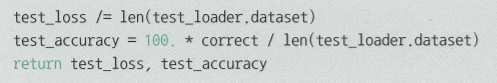 test_loss /= len(test_loader.dataset)
test_accuracy = 100. * correct / len(test_loader.dataset)
return test_loss, test_accuracy